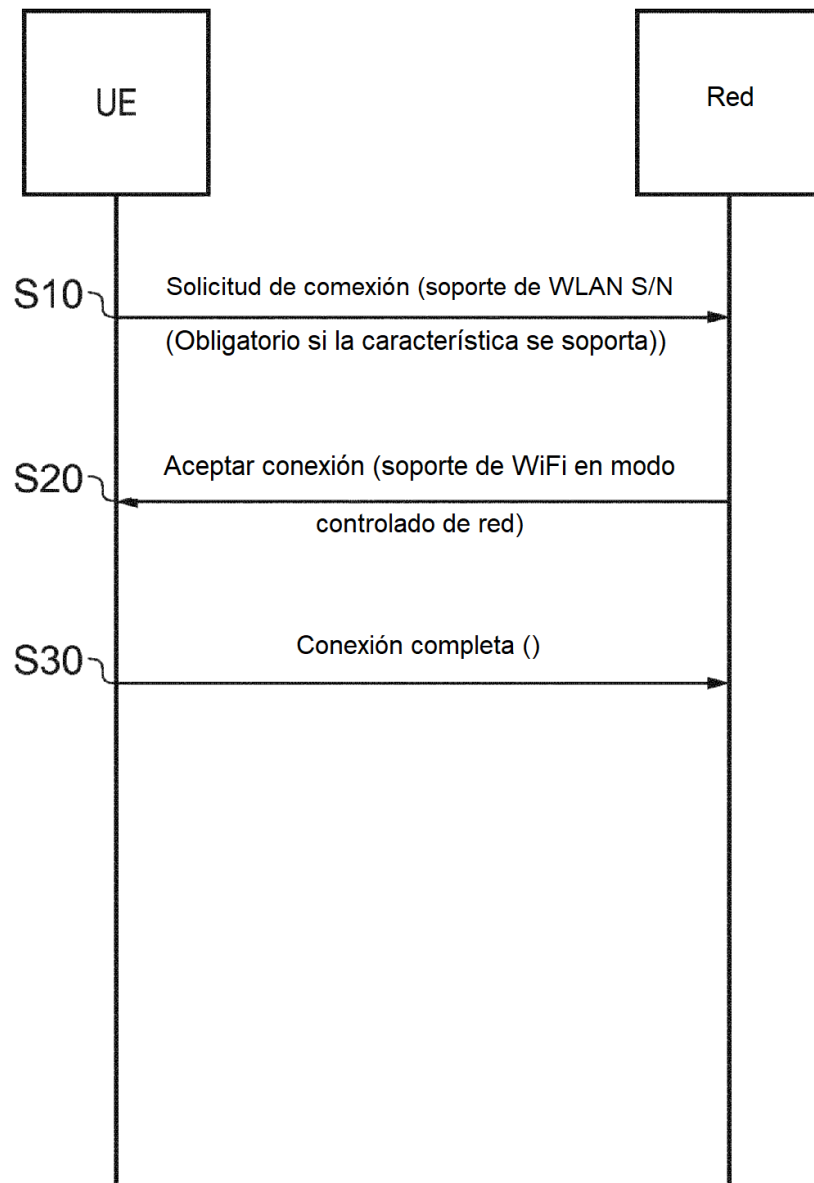 UE
Red
S10
Solicitud de comexión (soporte de WLAN S/N
(Obligatorio si la característica se soporta))
S20
Aceptar conexión (soporte de WiFi en modo
controlado de red)
S30
Conexión completa ()